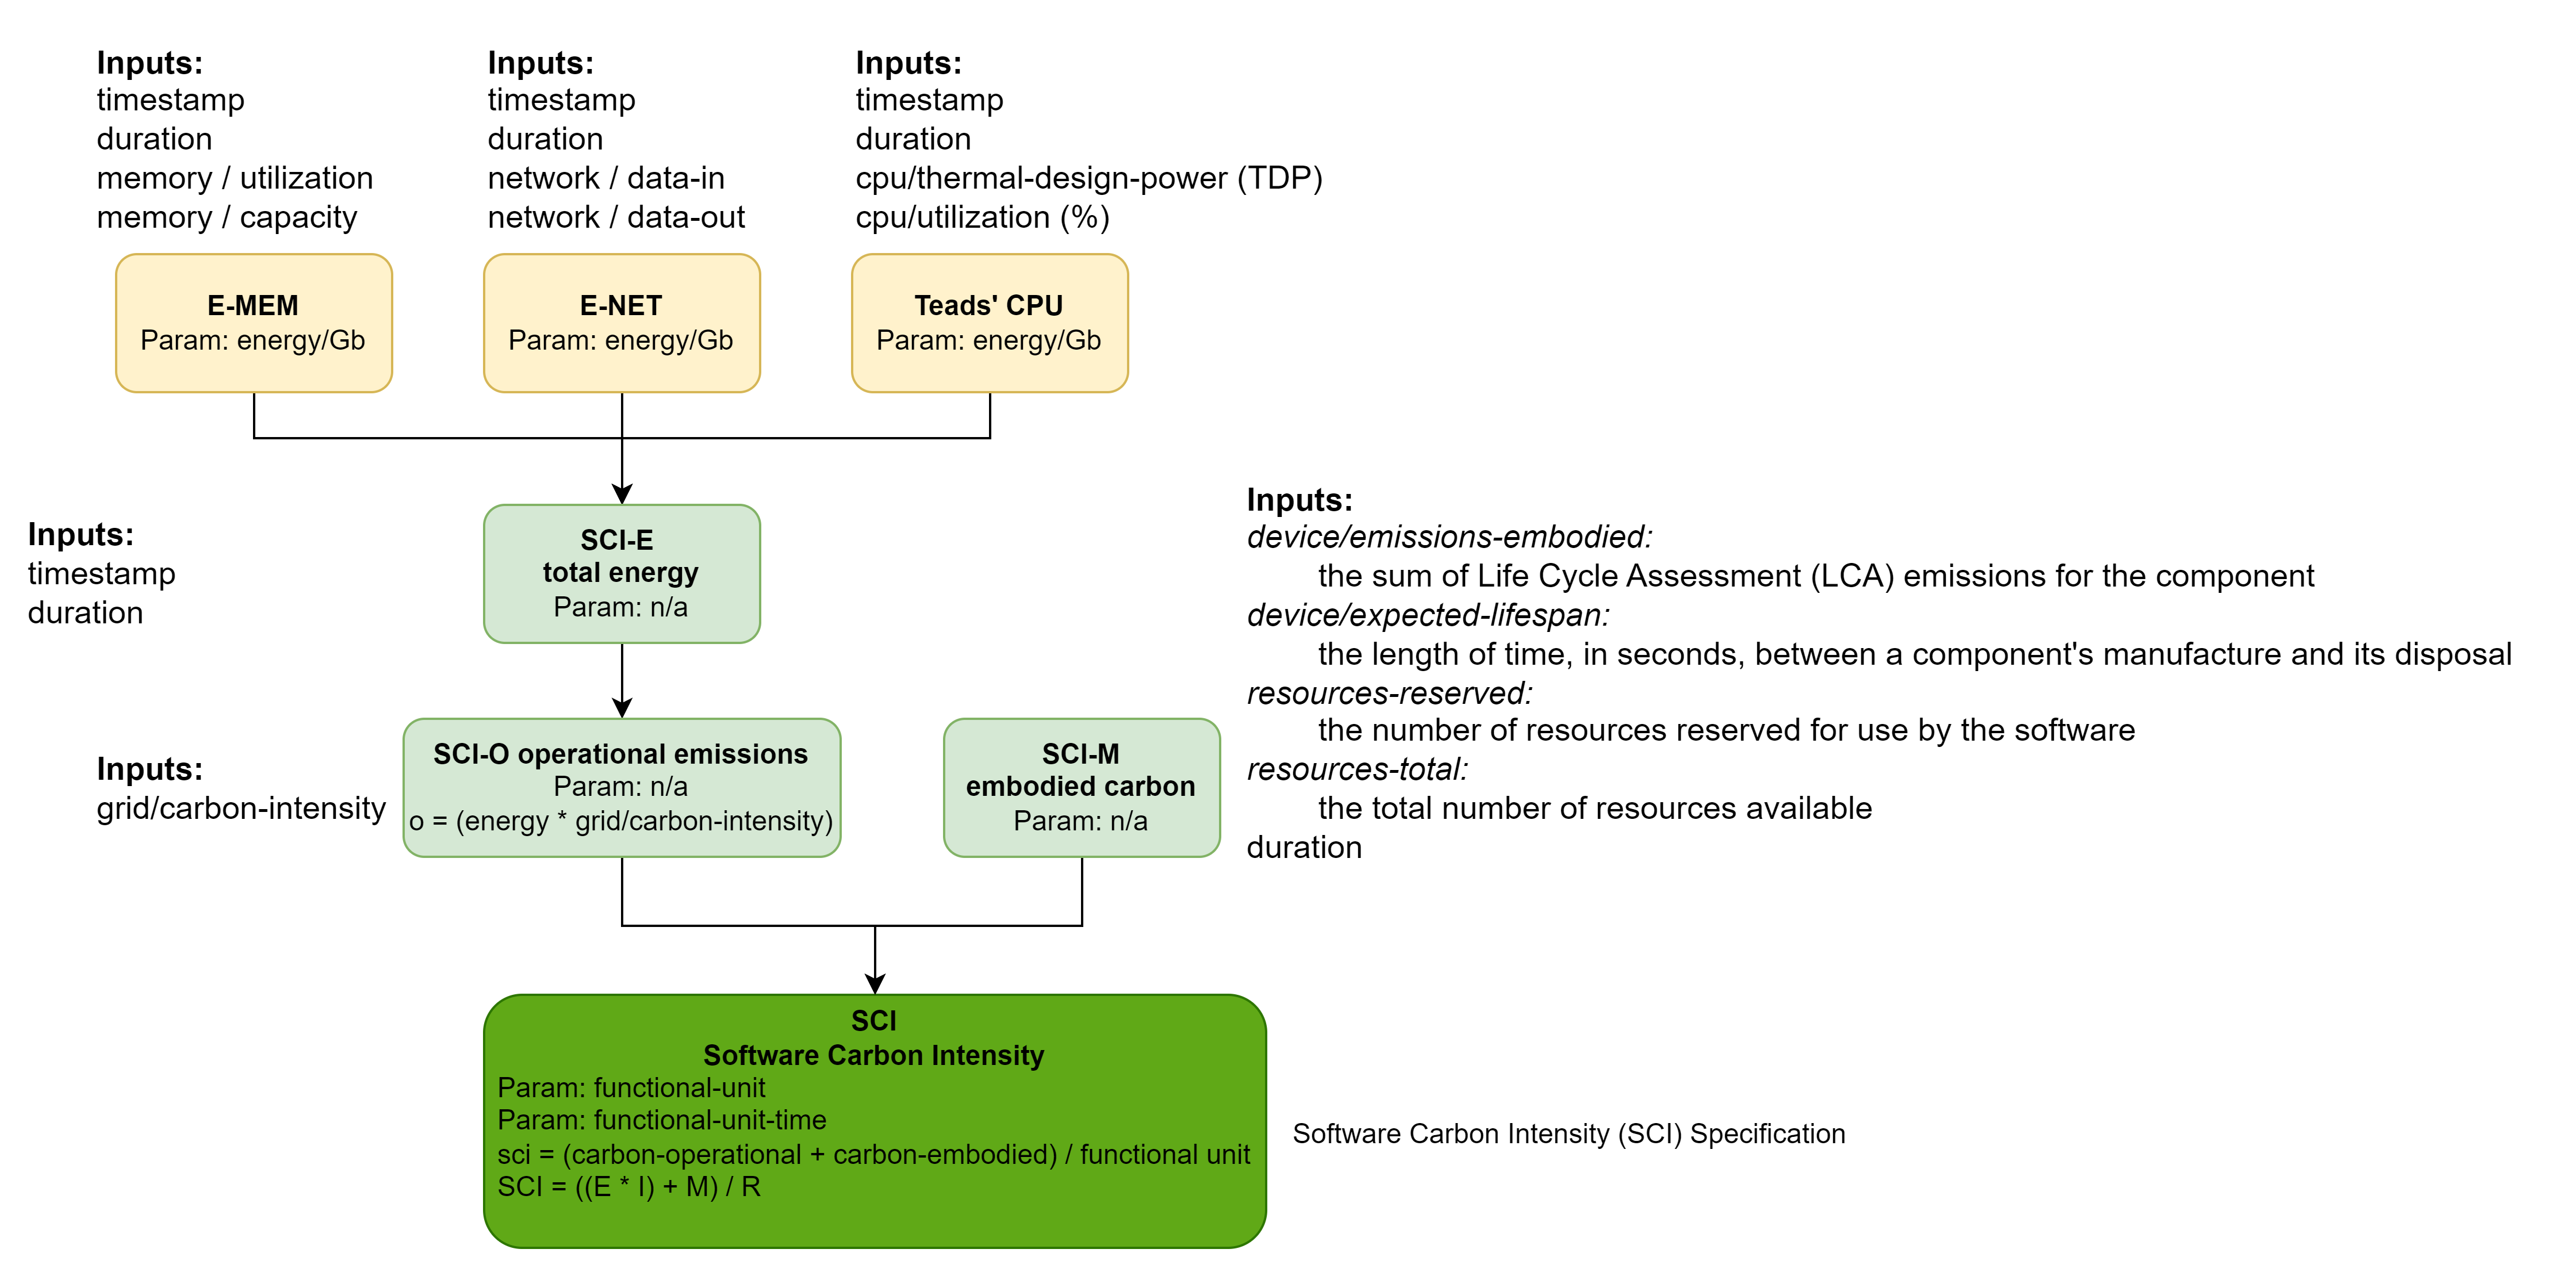 Inputs:
timestamp
duration
memory / utilization
memory / capacity
Inputs:
timestamp
duration
network / data-in
network / data-out
Inputs:
timestamp
duration
cpu/thermal-design-power (TDP)
cpu/utilization (%)
E-MEM
Param: energy/Gb
E-NET
Param: energy/Gb
Teads' CPU
Param: energy/Gb
Inputs:
timestamp
duration
SCI-E
total energy
Param: n/a
Inputs:
grid/carbon-intensity
SCI-O operational emissions
Param: n/a
o = (energy * grid/carbon-intensity)
SCI-M
embodied carbon
Param: n/a
Inputs:
device/emissions-embodied:
the sum of Life Cycle Assessment (LCA) emissions for the component
device/expected-lifespan:
the length of time, in seconds, between a component's manufacture and its disposal
resources-reserved:
the number of resources reserved for use by the software
resources-total:
the total number of resources available
duration
SCI
Software Carbon Intensity
Param: functional-unit
Param: functional-unit-time
sci = (carbon-operational + carbon-embodied) / functional unit
SCI = ((E * I) + M) / R
Software Carbon Intensity (SCI) Specification